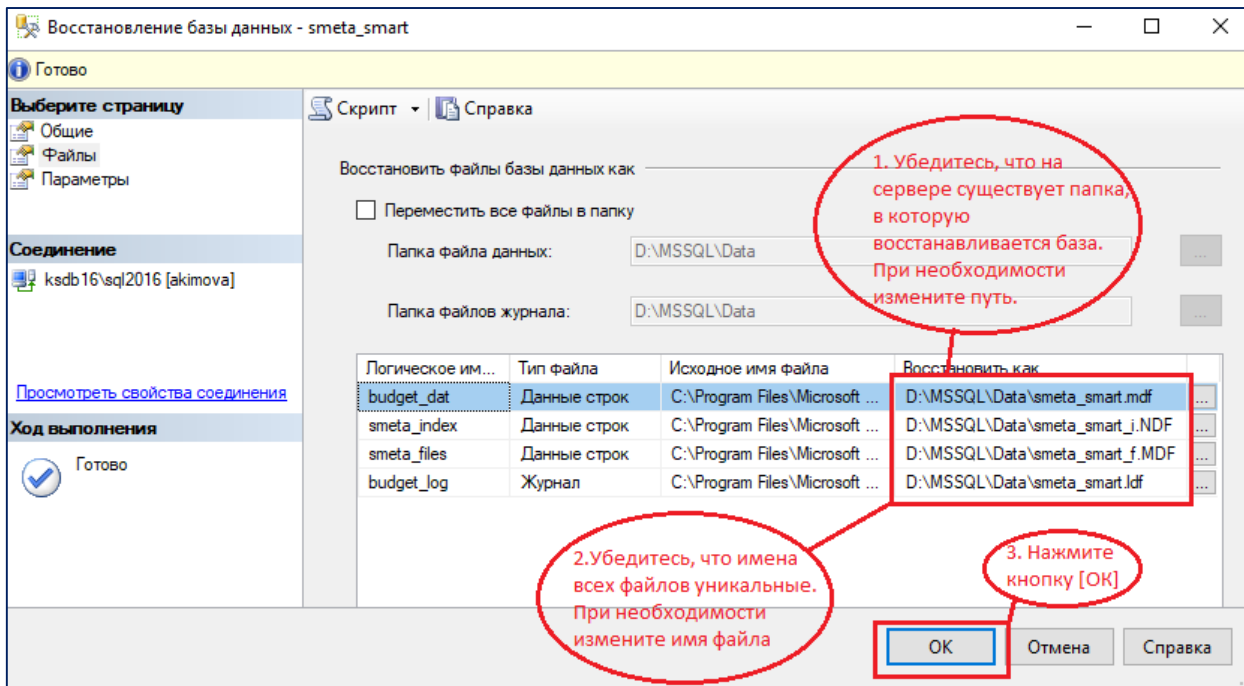 Восстановление базы данных - smeta_smart
Готово
Выберите страницу
Общие
Файлы
Параметры
Соединение
ksdb16\sql2016 [akimova]
Просмотреть свойства соединения
Ход выполнения
Готово
Скрипт
Справка
Восстановить файлы базы данных как
Переместить все файлы в папку
Папка файла данных: D:\MSSQL\Data ...
Папка файлов журнала: D:\MSSQL\Data ...
Логическое им... Тип файла Исходное имя файла Восстановить как
budget_dat Данные строк C:\Program Files\Microsoft ... D:\MSSQL\Data\smeta_smart.mdf ...
smeta_index Данные строк C:\Program Files\Microsoft ... D:\MSSQL\Data\smeta_smart_i.NDF ...
smeta_files Данные строк C:\Program Files\Microsoft ... D:\MSSQL\Data\smeta_smart_f.MDF ...
budget_log Журнал C:\Program Files\Microsoft ... D:\MSSQL\Data\smeta_smart.ldf ...
1. Убедитесь, что на
сервере существует папка,
в которую
восстанавливается база.
При необходимости
измените путь.
2.Убедитесь, что имена
всех файлов уникальные.
При необходимости
измените имя файла
3. Нажмите
кнопку [ОК]
ОК Отмена Справка